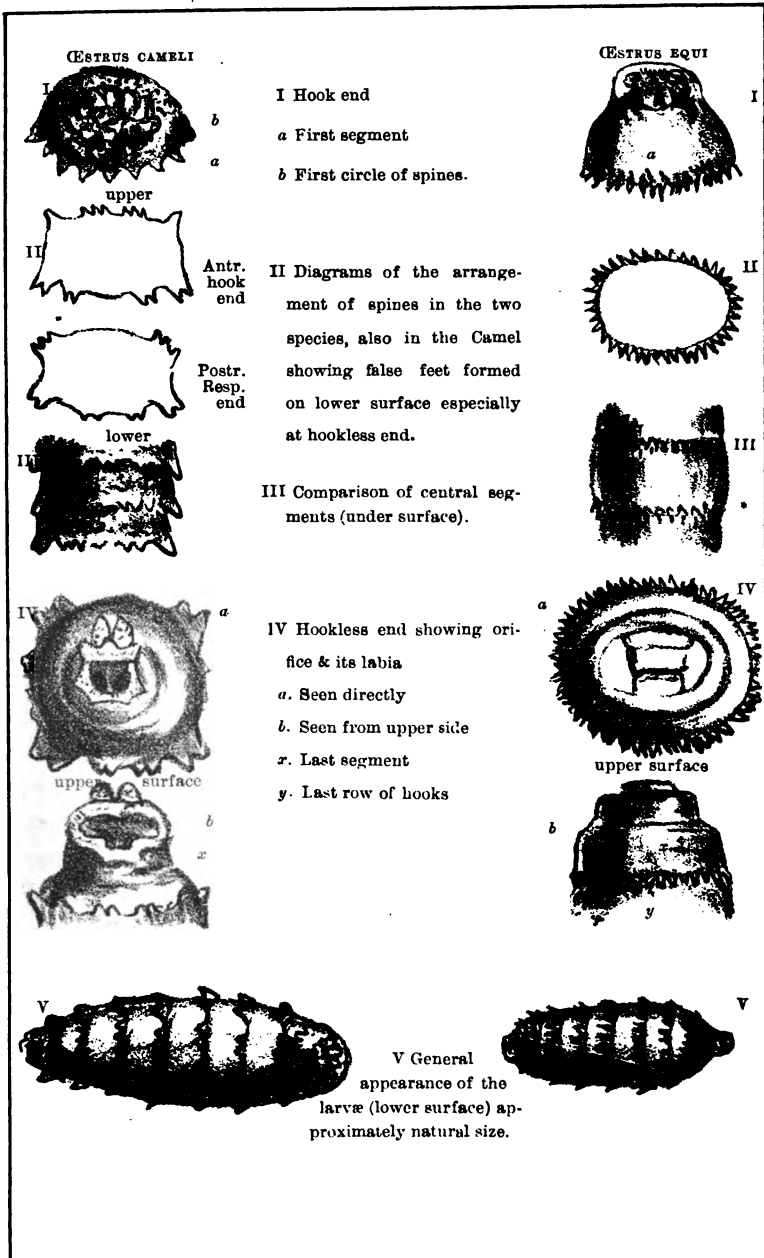 ŒSTRUS CAMELI
I
b
a
upper
II
Antr.
hook
end
Postr.
Resp.
end
lower
III
IV
a
upper surface
b
x
V
I Hook end
a First segment
b First circle of spines.
II Diagrams of the arrange-
ment of spines in the two
species, also in the Camel
showing false feet formed
on lower surface especially
at hookless end.
III Comparison of central seg-
ments (under surface).
IV Hookless end showing ori-
fice & its labia
a. Seen directly
b. Seen from upper side
x. Last segment
y. Last row of hooks
V General
appearance of the
larvæ (lower surface) ap-
proximately natural size.
ŒSTRUS EQUI
I
a
II
III
IV
a
upper surface
b
x
y
V